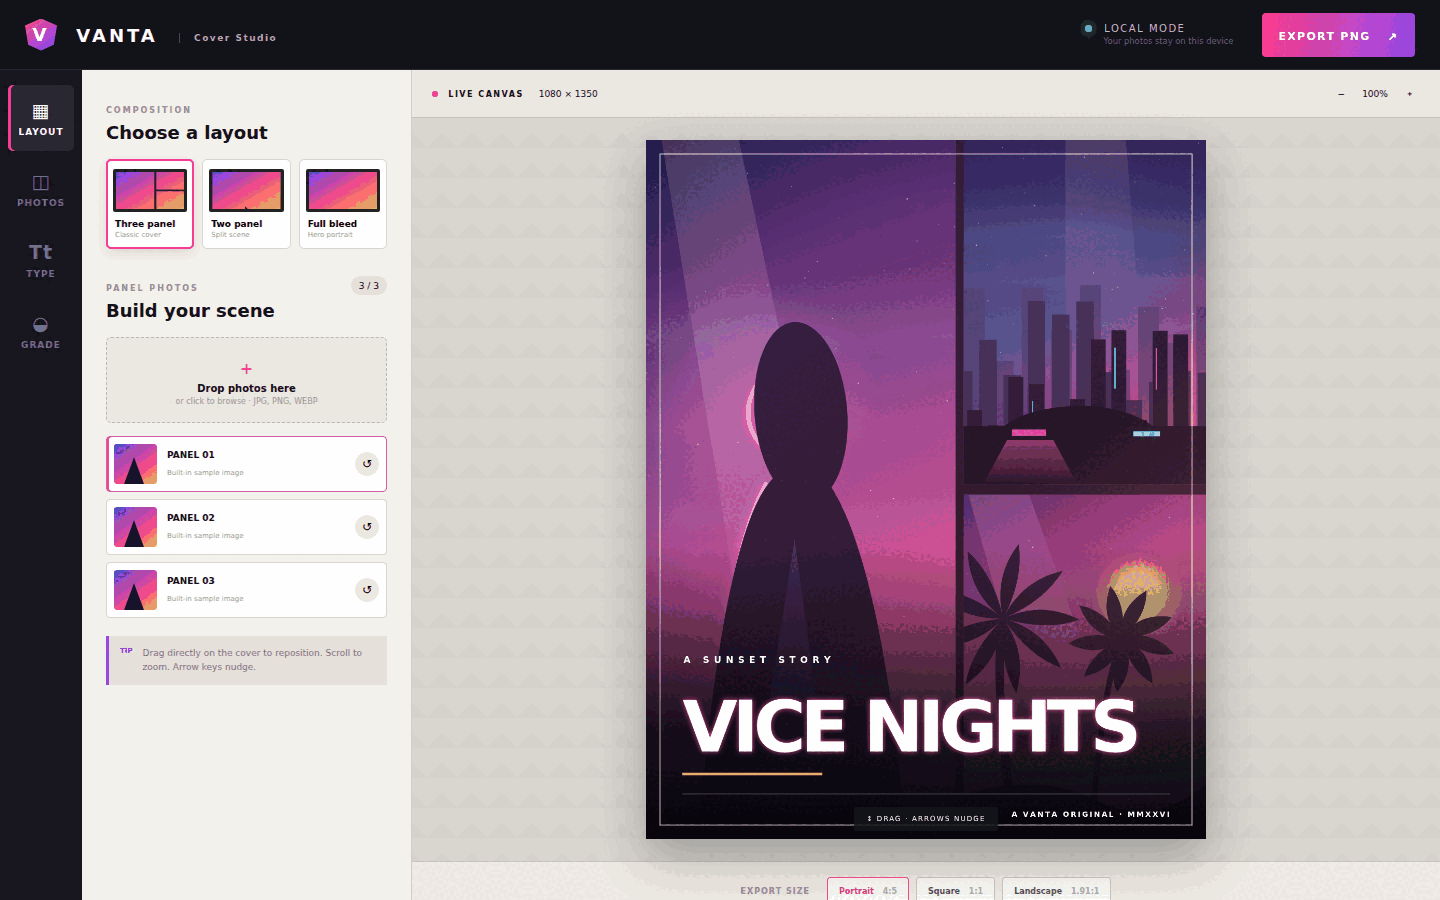 V VANTA | Cover Studio
LOCAL MODE
Your photos stay on this device
EXPORT PNG ↗
LAYOUT
PHOTOS
Tt
TYPE
GRADE
COMPOSITION
Choose a layout
Three panel
Classic cover
Two panel
Split scene
Full bleed
Hero portrait
PANEL PHOTOS
3 / 3
Build your scene
+
Drop photos here
or click to browse · JPG, PNG, WEBP
PANEL 01
Built-in sample image
↺
PANEL 02
Built-in sample image
↺
PANEL 03
Built-in sample image
↺
TIP
Drag directly on the cover to reposition. Scroll to
zoom. Arrow keys nudge.
LIVE CANVAS 1080 × 1350
− 100% +
A SUNSET STORY
VICE NIGHTS
↕ DRAG · ARROWS NUDGE
A VANTA ORIGINAL · MMXXVI
EXPORT SIZE
Portrait 4:5
Square 1:1
Landscape 1.91:1